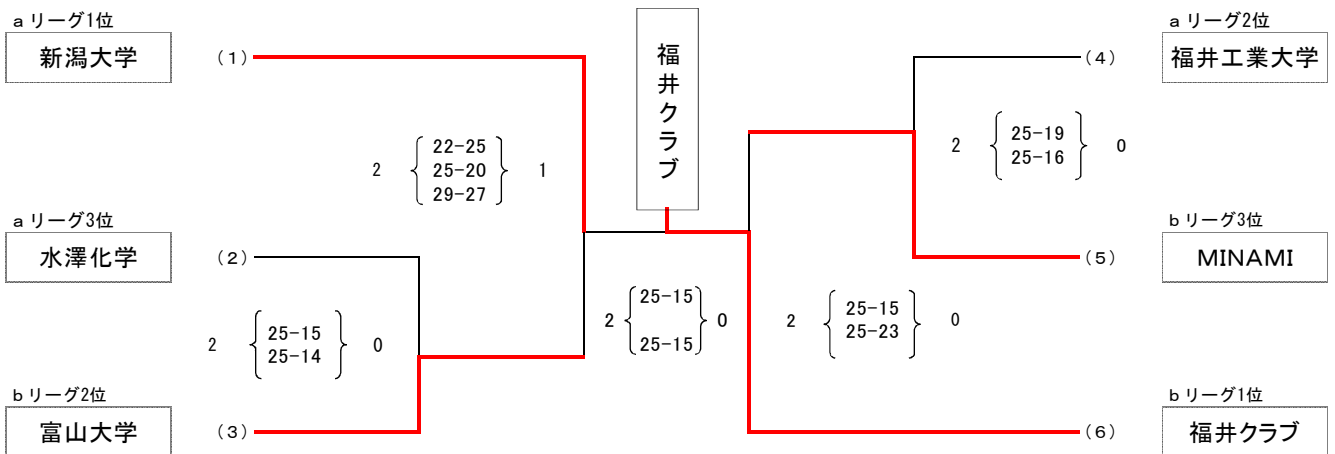 aリーグ1位
新潟大学
(1)
22-25
2 25-20 1
29-27
aリーグ3位
水澤化学
(2)
25-15
2 25-14 0
bリーグ2位
富山大学
(3)
福井クラブ
25-15
2 0
25-15
aリーグ2位
(4)
福井工業大学
25-19
2 25-16 0
bリーグ3位
(5)
MINAMI
25-15
2 25-23 0
bリーグ1位
(6)
福井クラブ